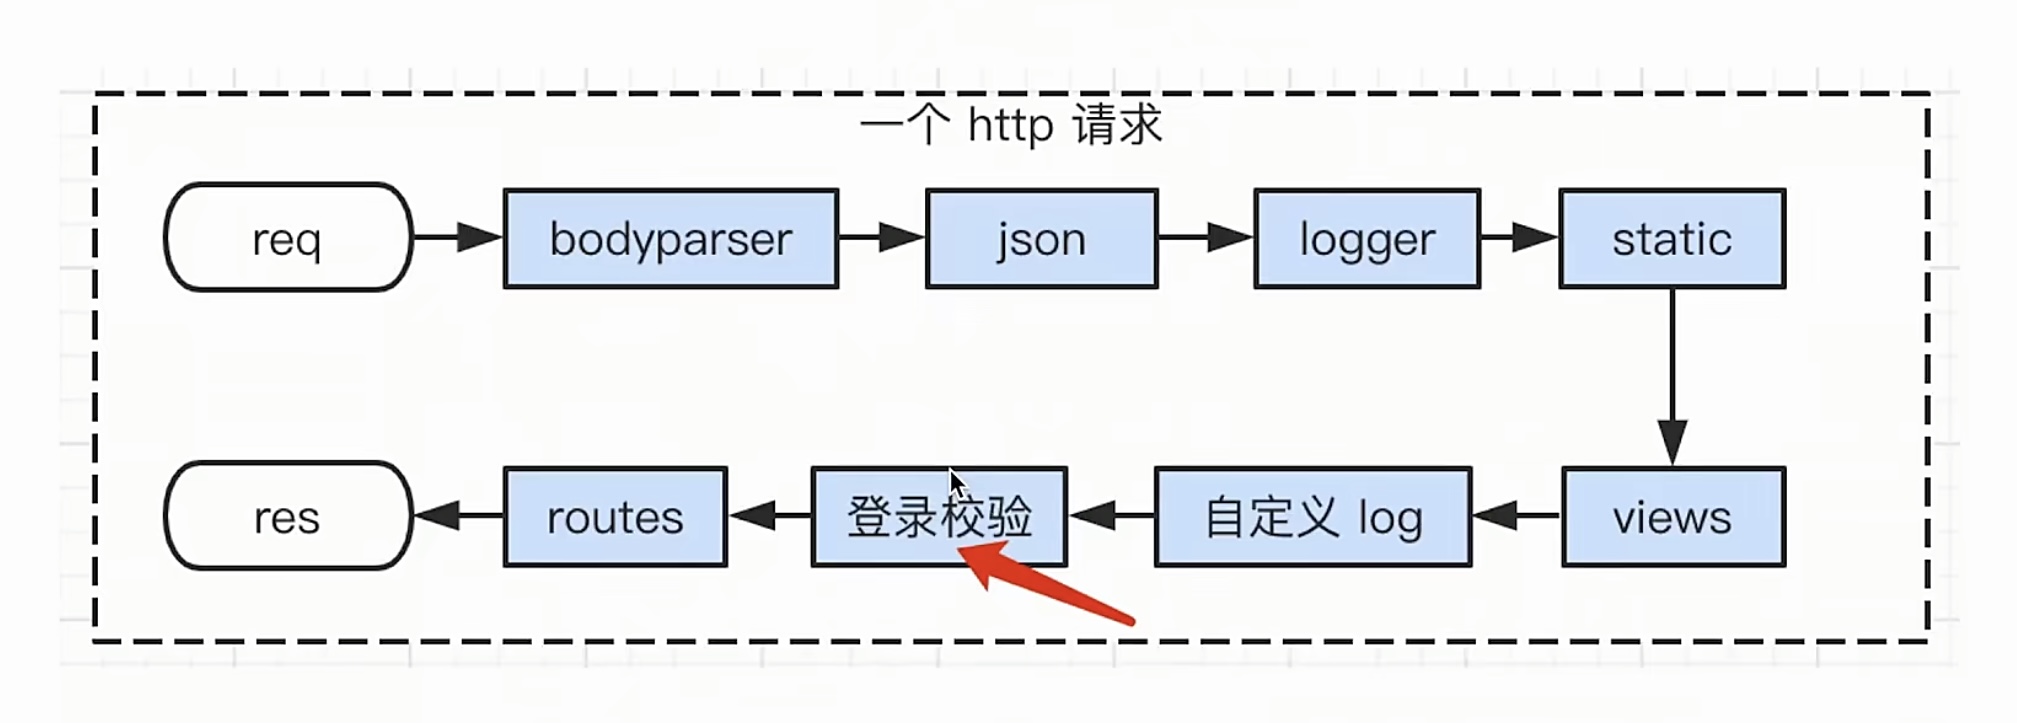 一个 http 请求
req
bodyparser
json
logger
static
views
自定义 log
登录校验
routes
res